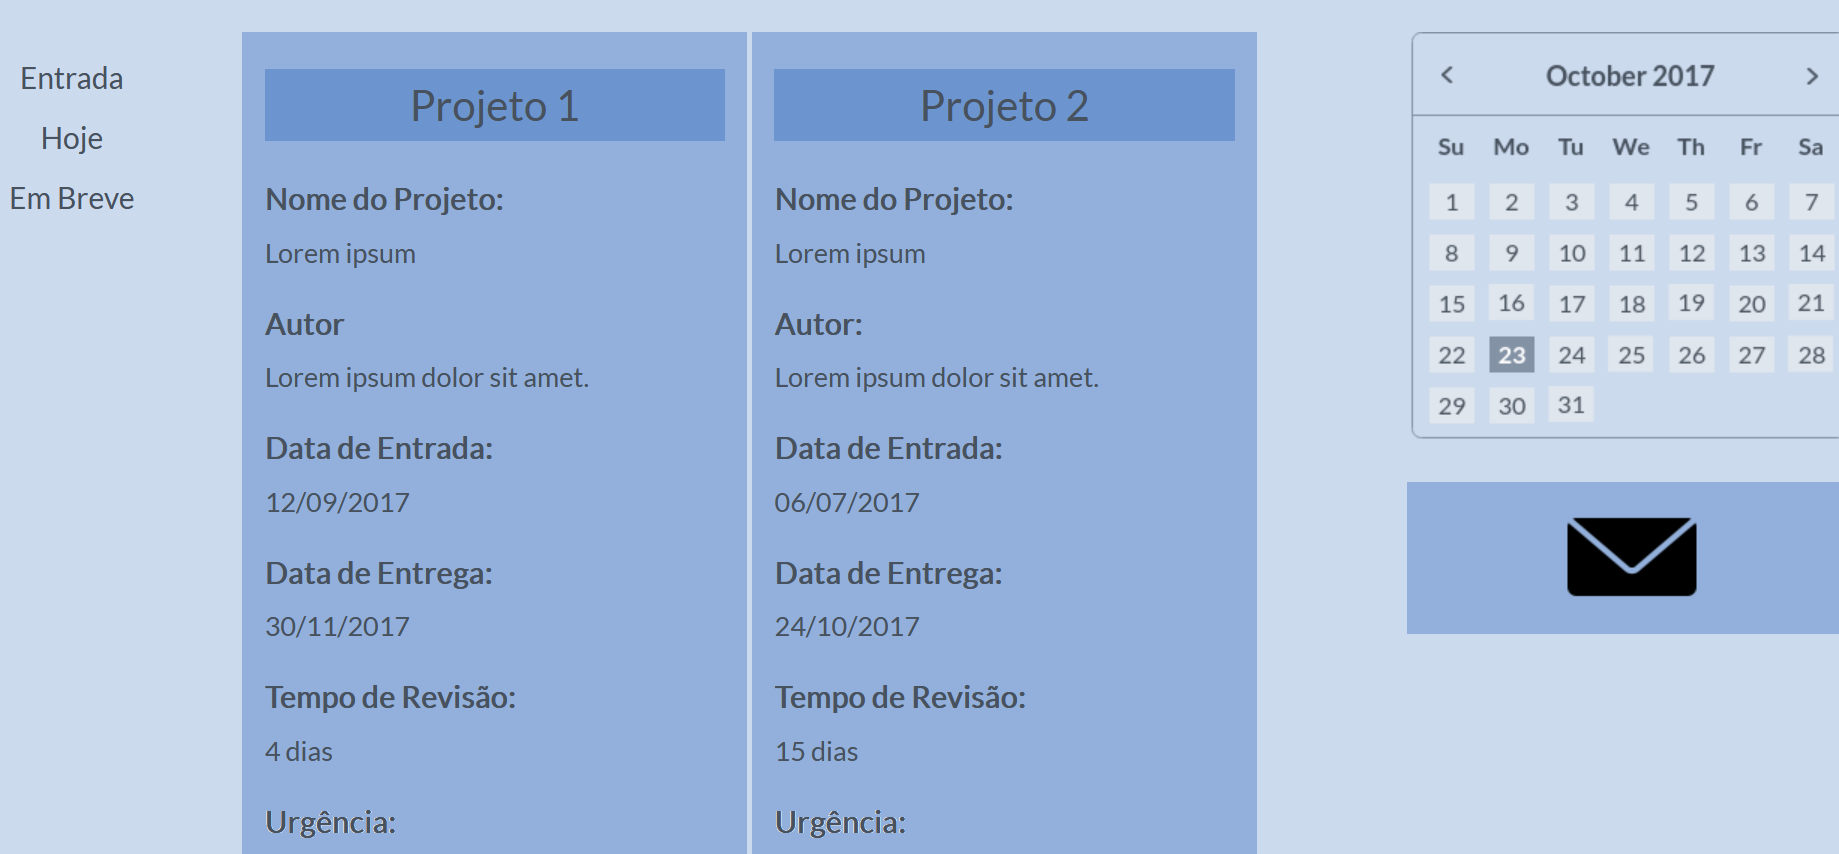 Entrada
Hoje
Em Breve
Projeto 1
Nome do Projeto:
Lorem ipsum
Autor
Lorem ipsum dolor sit amet.
Data de Entrada:
12/09/2017
Data de Entrega:
30/11/2017
Tempo de Revisão:
4 dias
Urgência:
Projeto 2
Nome do Projeto:
Lorem ipsum
Autor:
Lorem ipsum dolor sit amet.
Data de Entrada:
06/07/2017
Data de Entrega:
24/10/2017
Tempo de Revisão:
15 dias
Urgência:
October 2017
Su Mo Tu We Th Fr Sa
1 2 3 4 5 6 7
8 9 10 11 12 13 14
15 16 17 18 19 20 21
22 23 24 25 26 27 28
29 30 31